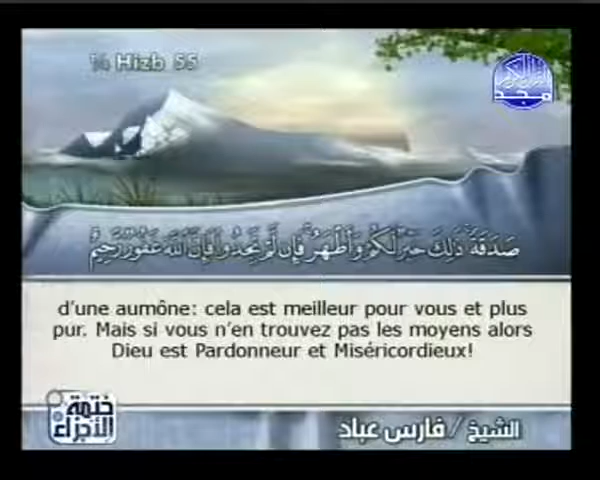 ¼ Hizb 55
مجد
صَدَقَةً ذَٰلِكَ خَيْرٌ لَّكُمْ وَأَطْهَرُ فَإِن لَّمْ تَجِدُوا فَإِنَّ اللَّهَ غَفُورٌ رَّحِيمٌ
d'une aumône: cela est meilleur pour vous et plus
pur. Mais si vous n'en trouvez pas les moyens alors
Dieu est Pardonneur et Miséricordieux!
ختمة
الأجزاء
الشيخ / فارس عباد